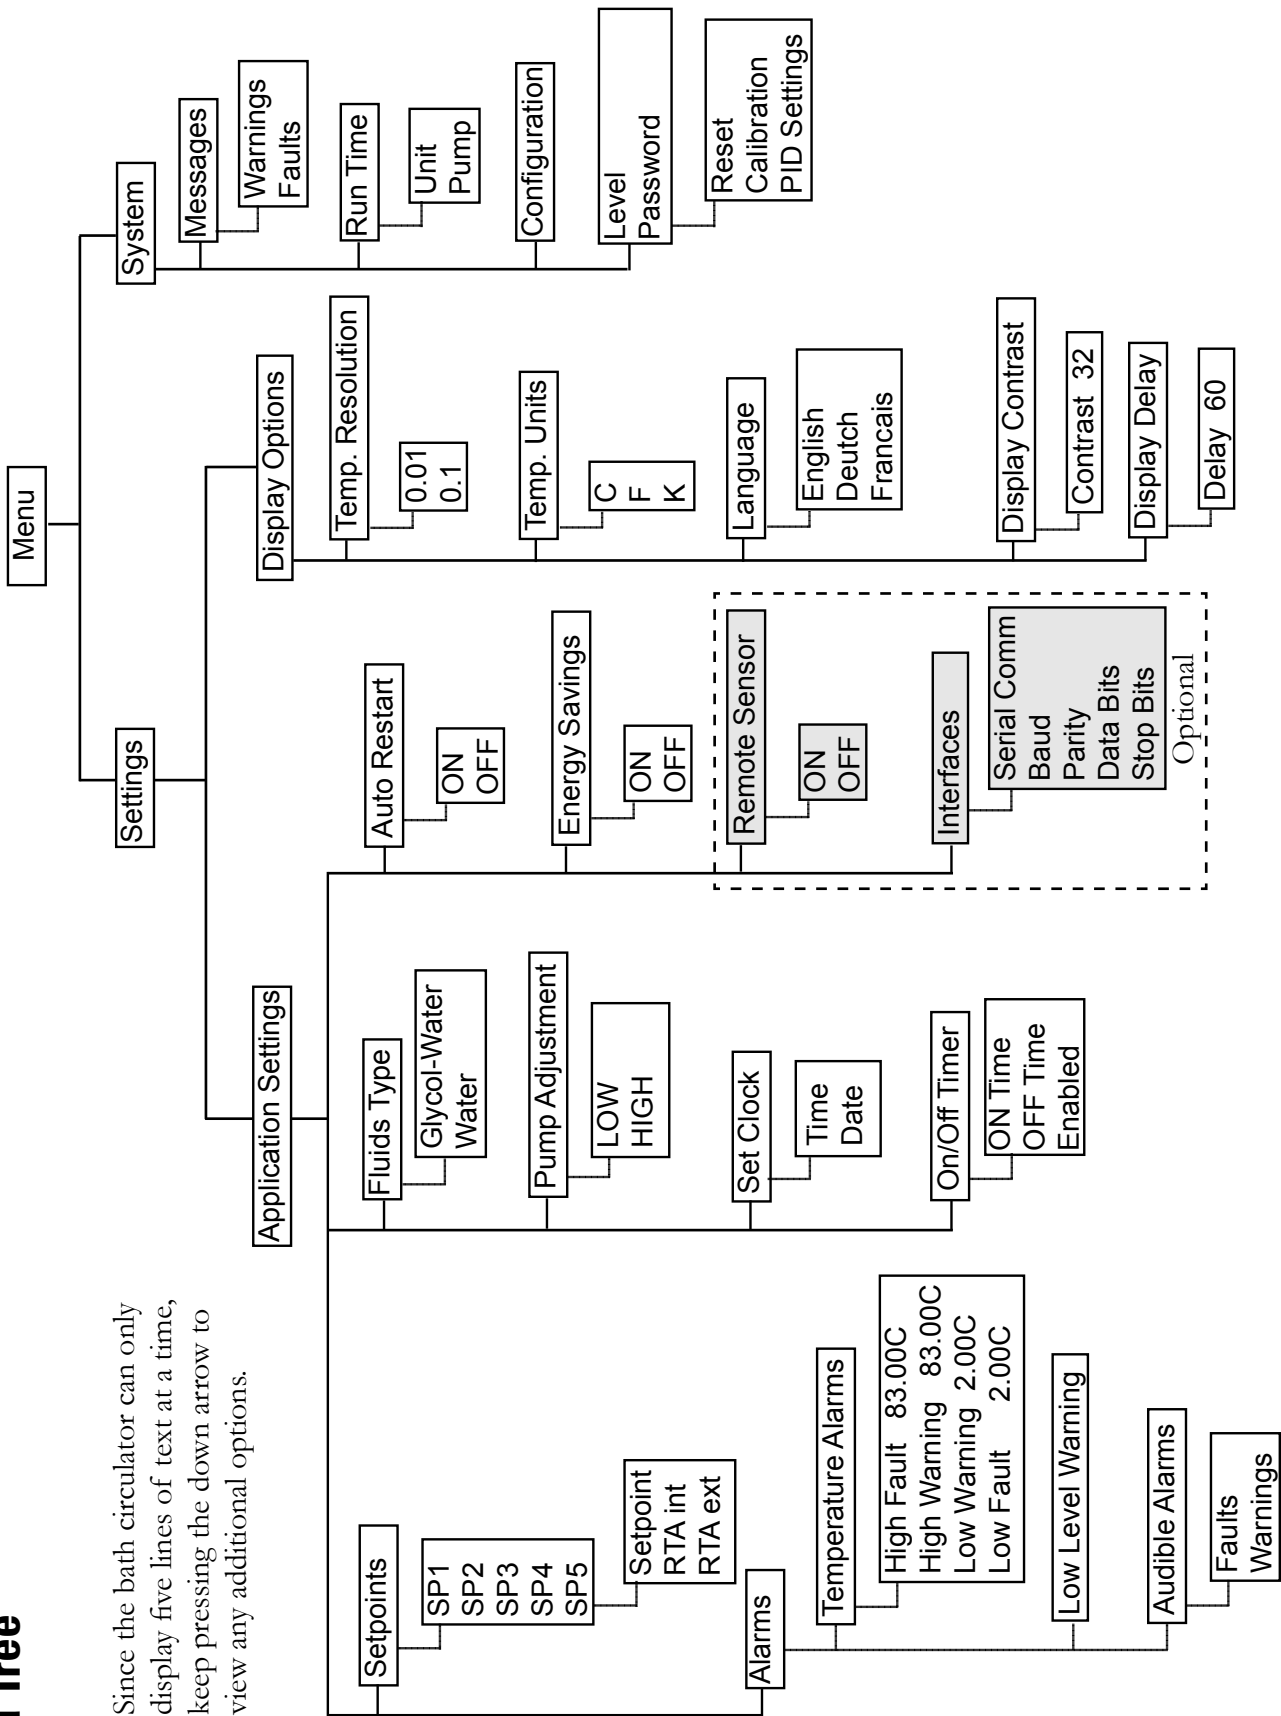 Tree
Since the bath circulator can only
display five lines of text at a time,
keep pressing the down arrow to
view any additional options.
Menu
Settings
System
Application Settings
Display Options
Setpoints
SP1
SP2
SP3
SP4
SP5
Setpoint
RTA int
RTA ext
Alarms
Temperature Alarms
High Fault 83.00C
High Warning 83.00C
Low Warning 2.00C
Low Fault 2.00C
Low Level Warning
Audible Alarms
Faults
Warnings
Fluids Type
Glycol-Water
Water
Pump Adjustment
LOW
HIGH
Set Clock
Time
Date
On/Off Timer
ON Time
OFF Time
Enabled
Auto Restart
ON
OFF
Energy Savings
ON
OFF
Remote Sensor
ON
OFF
Interfaces
Serial Comm
Baud
Parity
Data Bits
Stop Bits
Optional
Temp. Resolution
0.01
0.1
Temp. Units
C
F
K
Language
English
Deutch
Francais
Display Contrast
Contrast 32
Display Delay
Delay 60
Messages
Warnings
Faults
Run Time
Unit
Pump
Configuration
Level
Password
Reset
Calibration
PID Settings